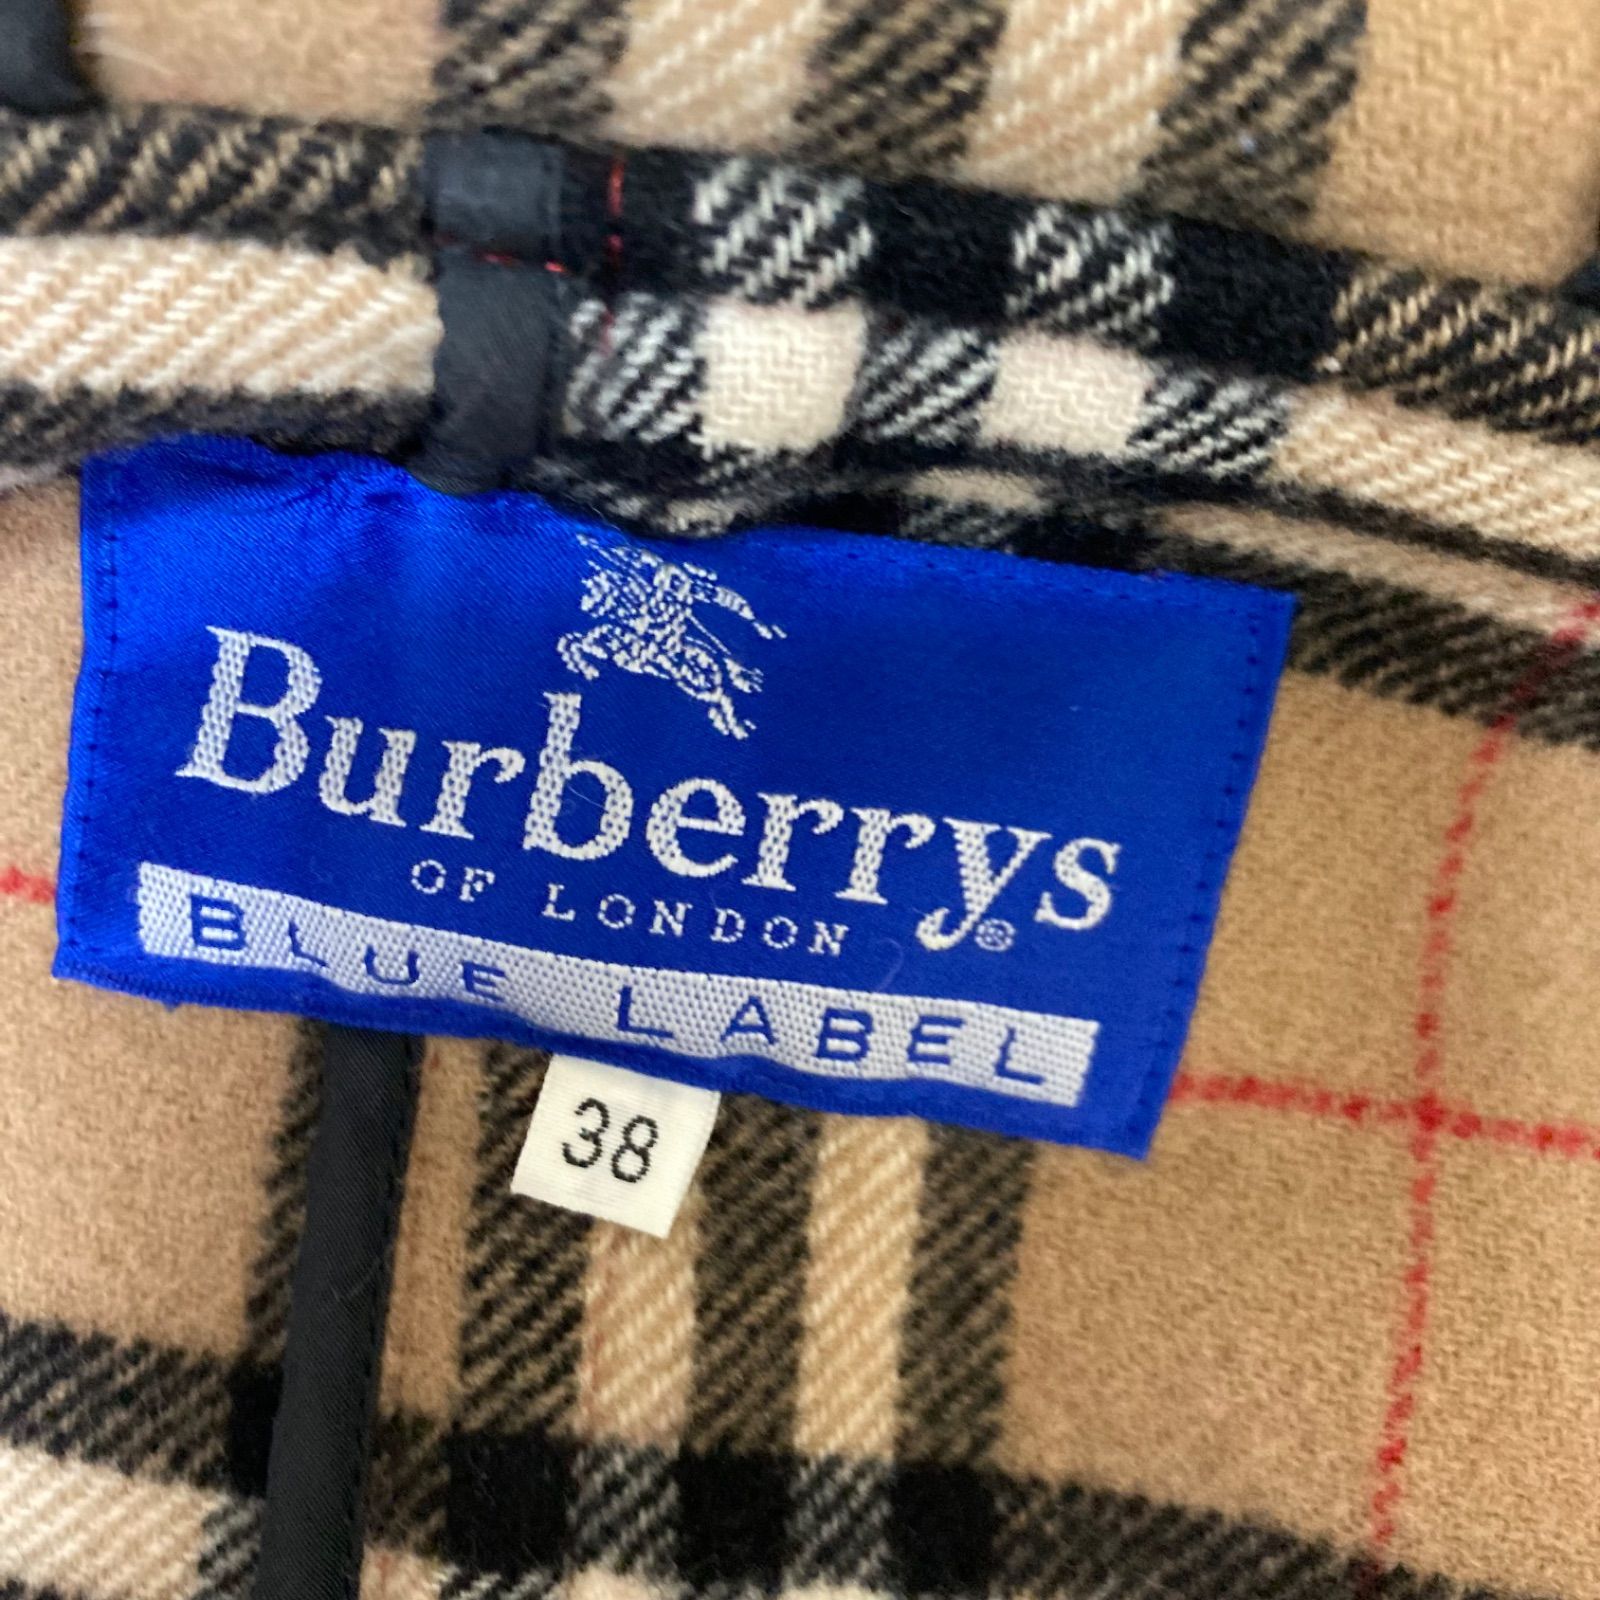 Burberrys®
OF LONDON
BLUE LABEL
38